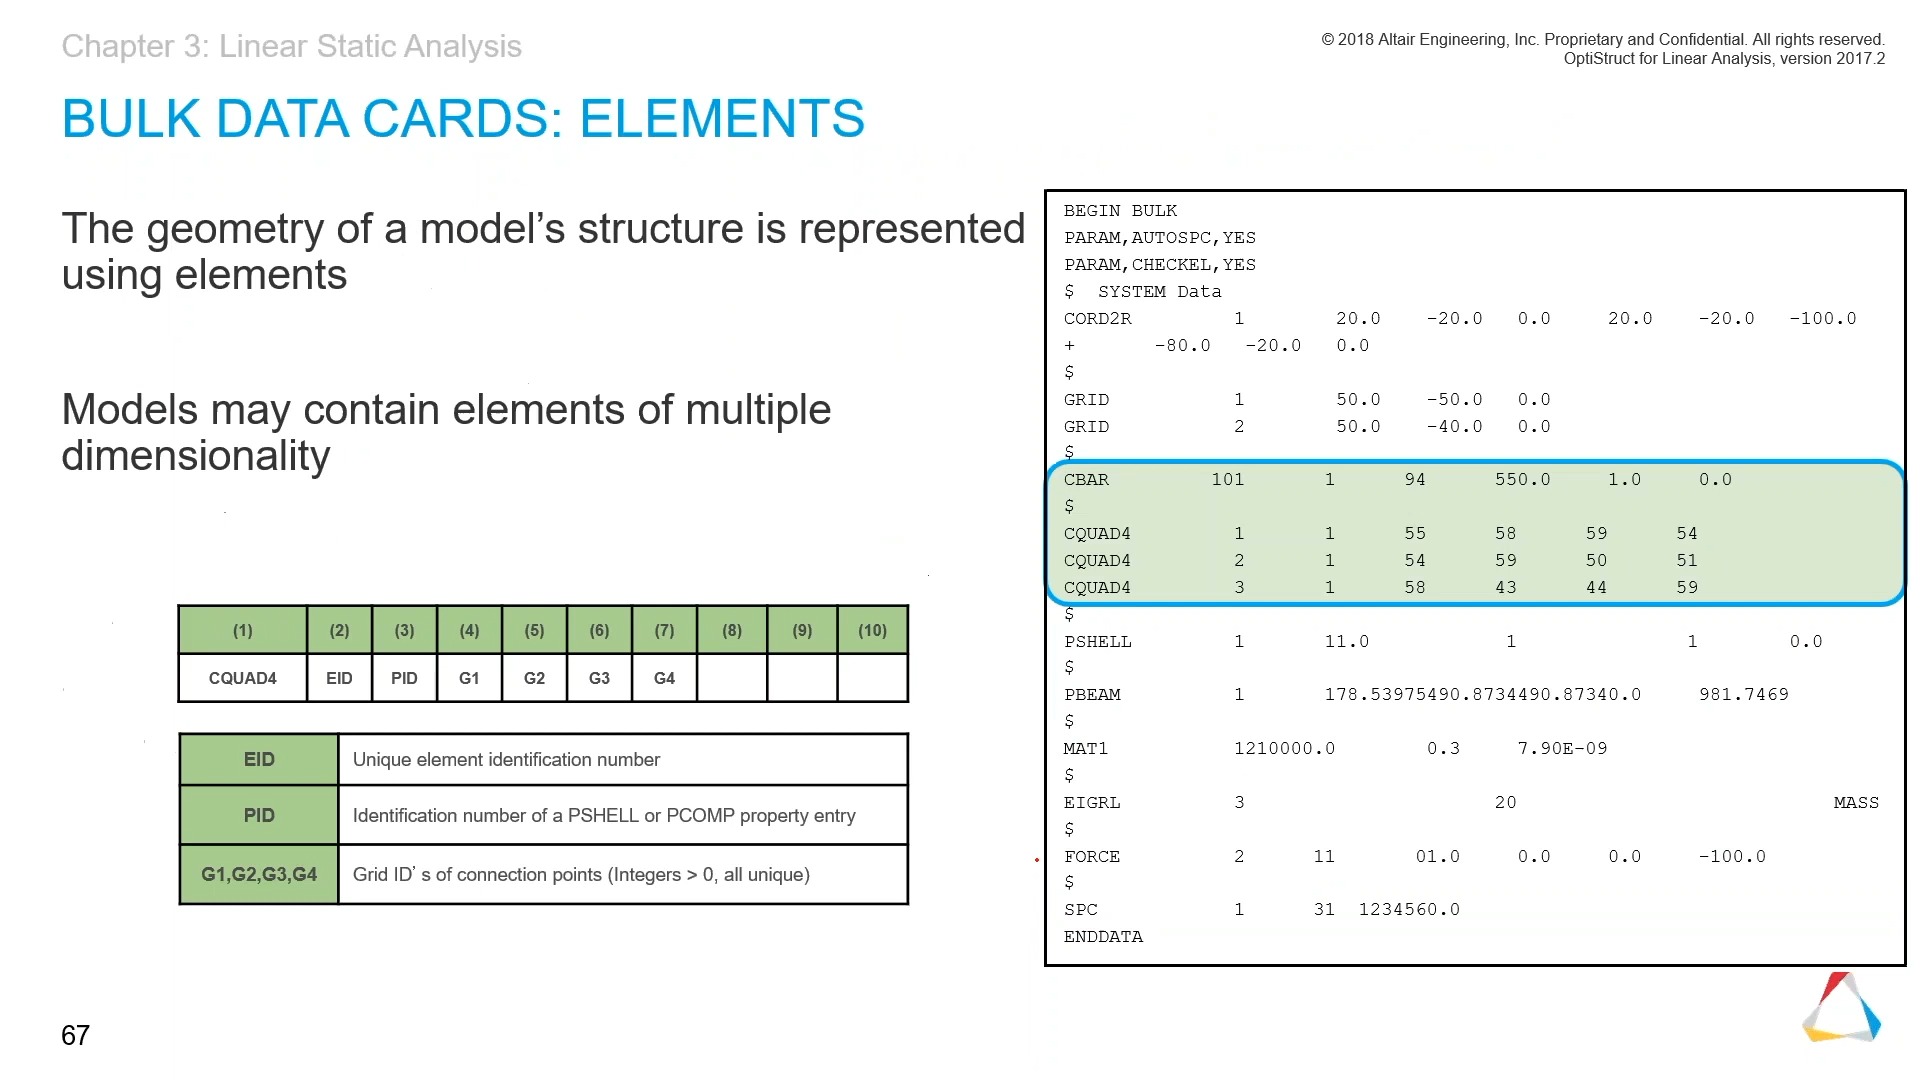 Chapter 3: Linear Static Analysis
© 2018 Altair Engineering, Inc. Proprietary and Confidential. All rights reserved.
OptiStruct for Linear Analysis, version 2017.2
BULK DATA CARDS: ELEMENTS
The geometry of a model’s structure is represented
using elements
Models may contain elements of multiple
dimensionality
(1) (2) (3) (4) (5) (6) (7) (8) (9) (10)
CQUAD4 EID PID G1 G2 G3 G4
EID Unique element identification number
PID Identification number of a PSHELL or PCOMP property entry
G1,G2,G3,G4 Grid ID’ s of connection points (Integers > 0, all unique)
BEGIN BULK
PARAM,AUTOSPC,YES
PARAM,CHECKEL,YES
$ SYSTEM Data
CORD2R 1 20.0 -20.0 0.0 20.0 -20.0 -100.0
+ -80.0 -20.0 0.0
$
GRID 1 50.0 -50.0 0.0
GRID 2 50.0 -40.0 0.0
$
CBAR 101 1 94 550.0 1.0 0.0
$
CQUAD4 1 1 55 58 59 54
CQUAD4 2 1 54 59 50 51
CQUAD4 3 1 58 43 44 59
$
PSHELL 1 11.0 1 1 0.0
$
PBEAM 1 178.53975490.8734490.87340.0 981.7469
$
MAT1 1210000.0 0.3 7.90E-09
$
EIGRL 3 20 MASS
$
FORCE 2 11 01.0 0.0 0.0 -100.0
$
SPC 1 31 1234560.0
ENDDATA
67